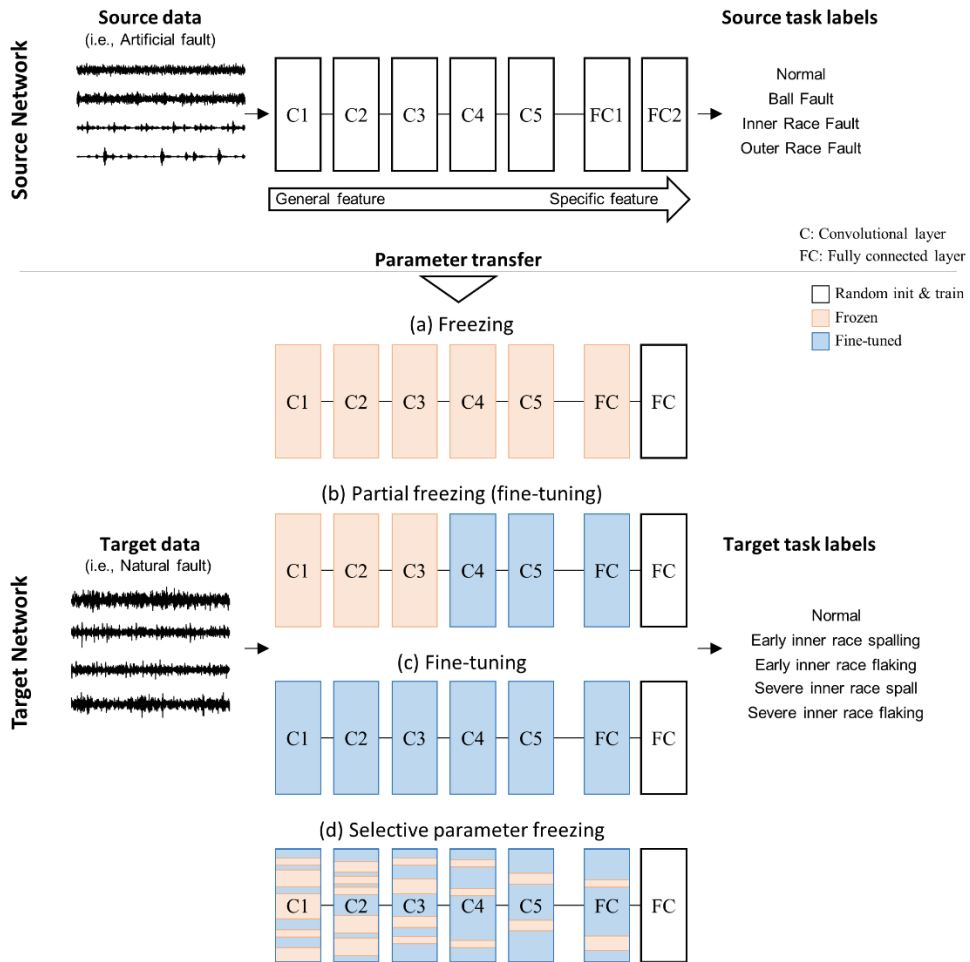 Source Network
Source data
(i.e., Artificial fault)
C1
C2
C3
C4
C5
FC1
FC2
Source task labels
Normal
Ball Fault
Inner Race Fault
Outer Race Fault
General feature
Specific feature
C: Convolutional layer
FC: Fully connected layer
Parameter transfer
Random init & train
Frozen
Fine-tuned
Target Network
Target data
(i.e., Natural fault)
(a) Freezing
C1
C2
C3
C4
C5
FC
FC
(b) Partial freezing (fine-tuning)
C1
C2
C3
C4
C5
FC
FC
(c) Fine-tuning
C1
C2
C3
C4
C5
FC
FC
(d) Selective parameter freezing
C1
C2
C3
C4
C5
FC
FC
Target task labels
Normal
Early inner race spalling
Early inner race flaking
Severe inner race spall
Severe inner race flaking